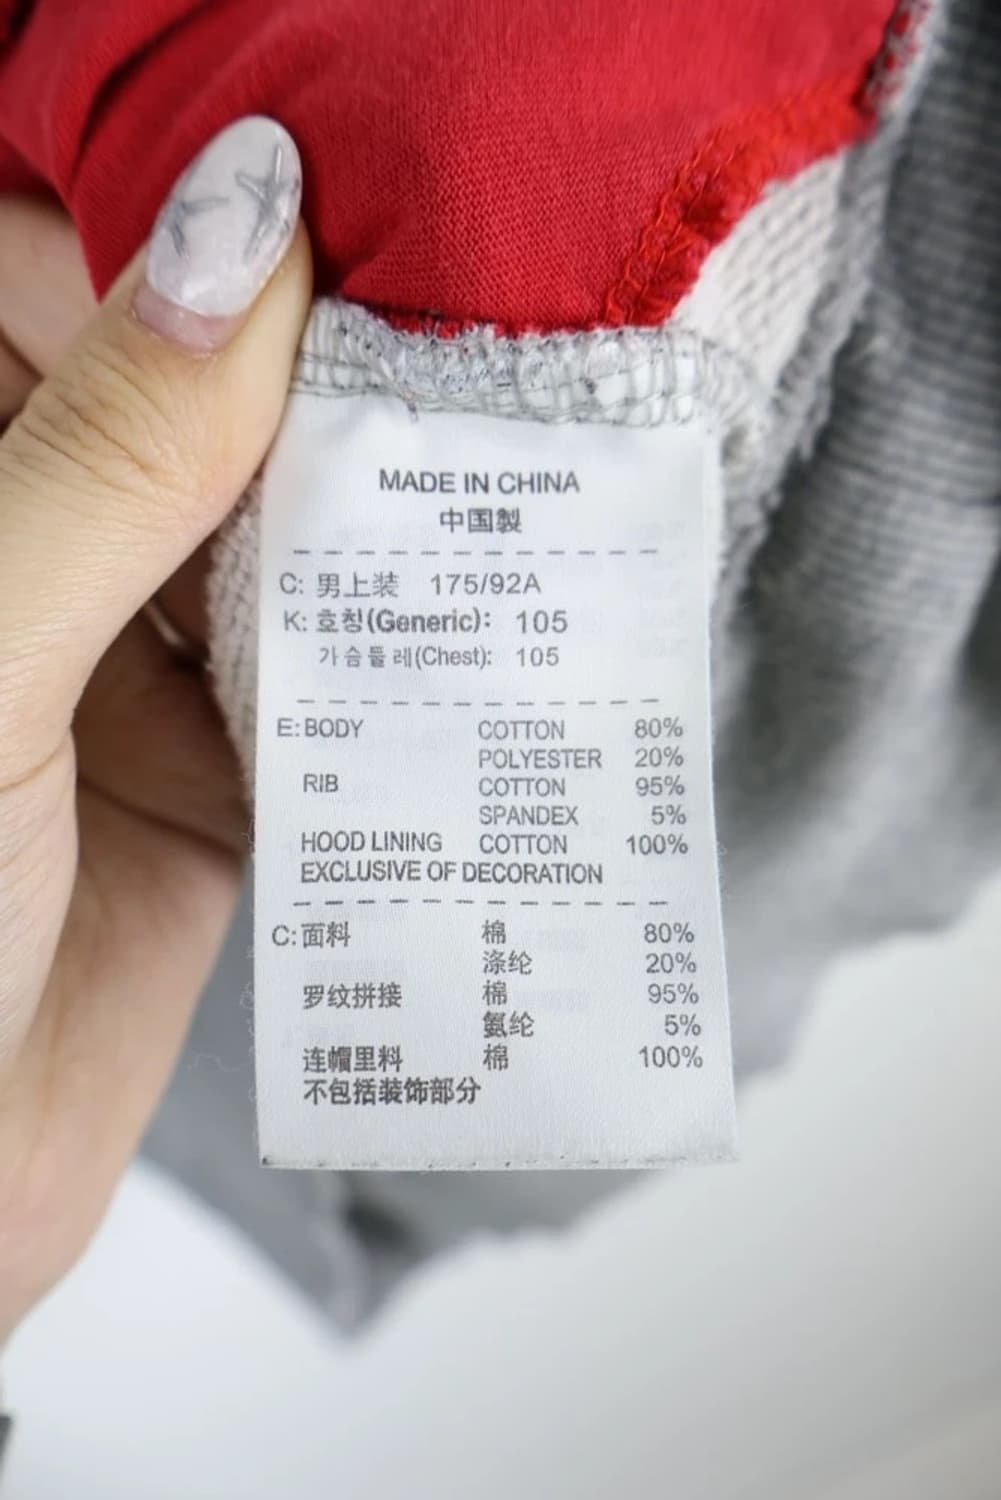 MADE IN CHINA
中国製
C: 男上装 175/92A
K: 호칭(Generic): 105
가슴둘레(Chest): 105
E: BODY COTTON 80%
POLYESTER 20%
RIB COTTON 95%
SPANDEX 5%
HOOD LINING COTTON 100%
EXCLUSIVE OF DECORATION
C: 面料 棉 80%
涤纶 20%
罗纹拼接 棉 95%
氨纶 5%
连帽里料 棉 100%
不包括装饰部分